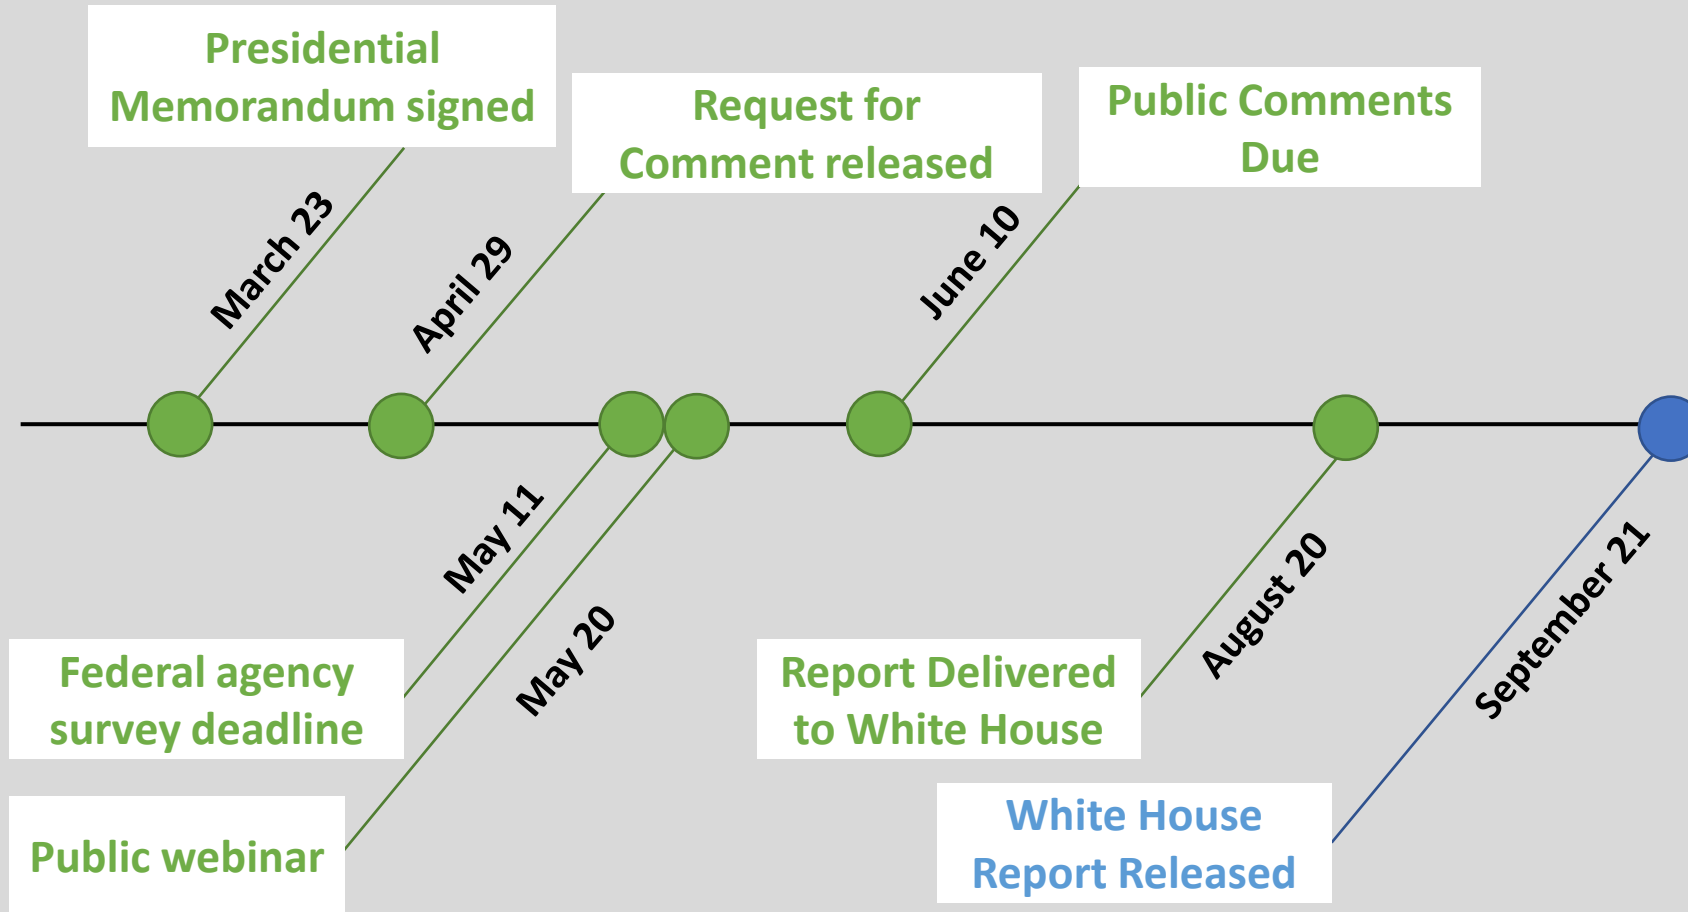 Presidential
Memorandum signed
March 23
Request for
Comment released
April 29
Public Comments
Due
June 10
May 11
Federal agency
survey deadline
May 20
Public webinar
August 20
Report Delivered
to White House
September 21
White House
Report Released